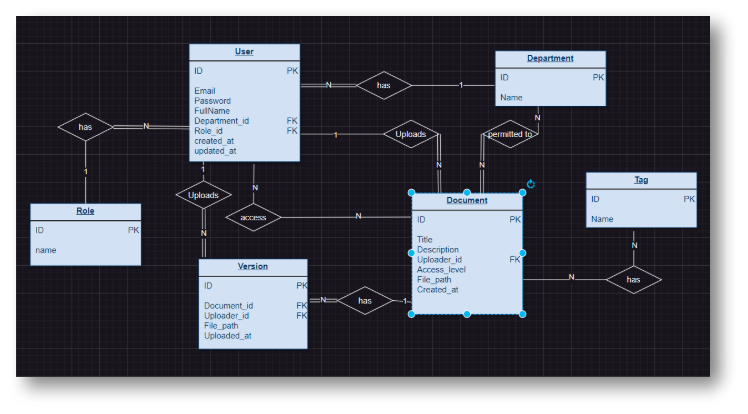 User
ID PK
Email
Password
FullName
Department_id FK
Role_id FK
created_at
updated_at
Department
ID PK
Name
N has 1
has N
1
1 Uploads
N
permitted to
N
N
Role
ID PK
name
1
Uploads
N
N
access N
Document
ID PK
Title
Description
Uploader_id FK
Access_level
File_path
Created_at
Tag
ID PK
Name
N
N has
Version
ID PK
Document_id FK
Uploader_id FK
File_path
Uploaded_at
N has 1